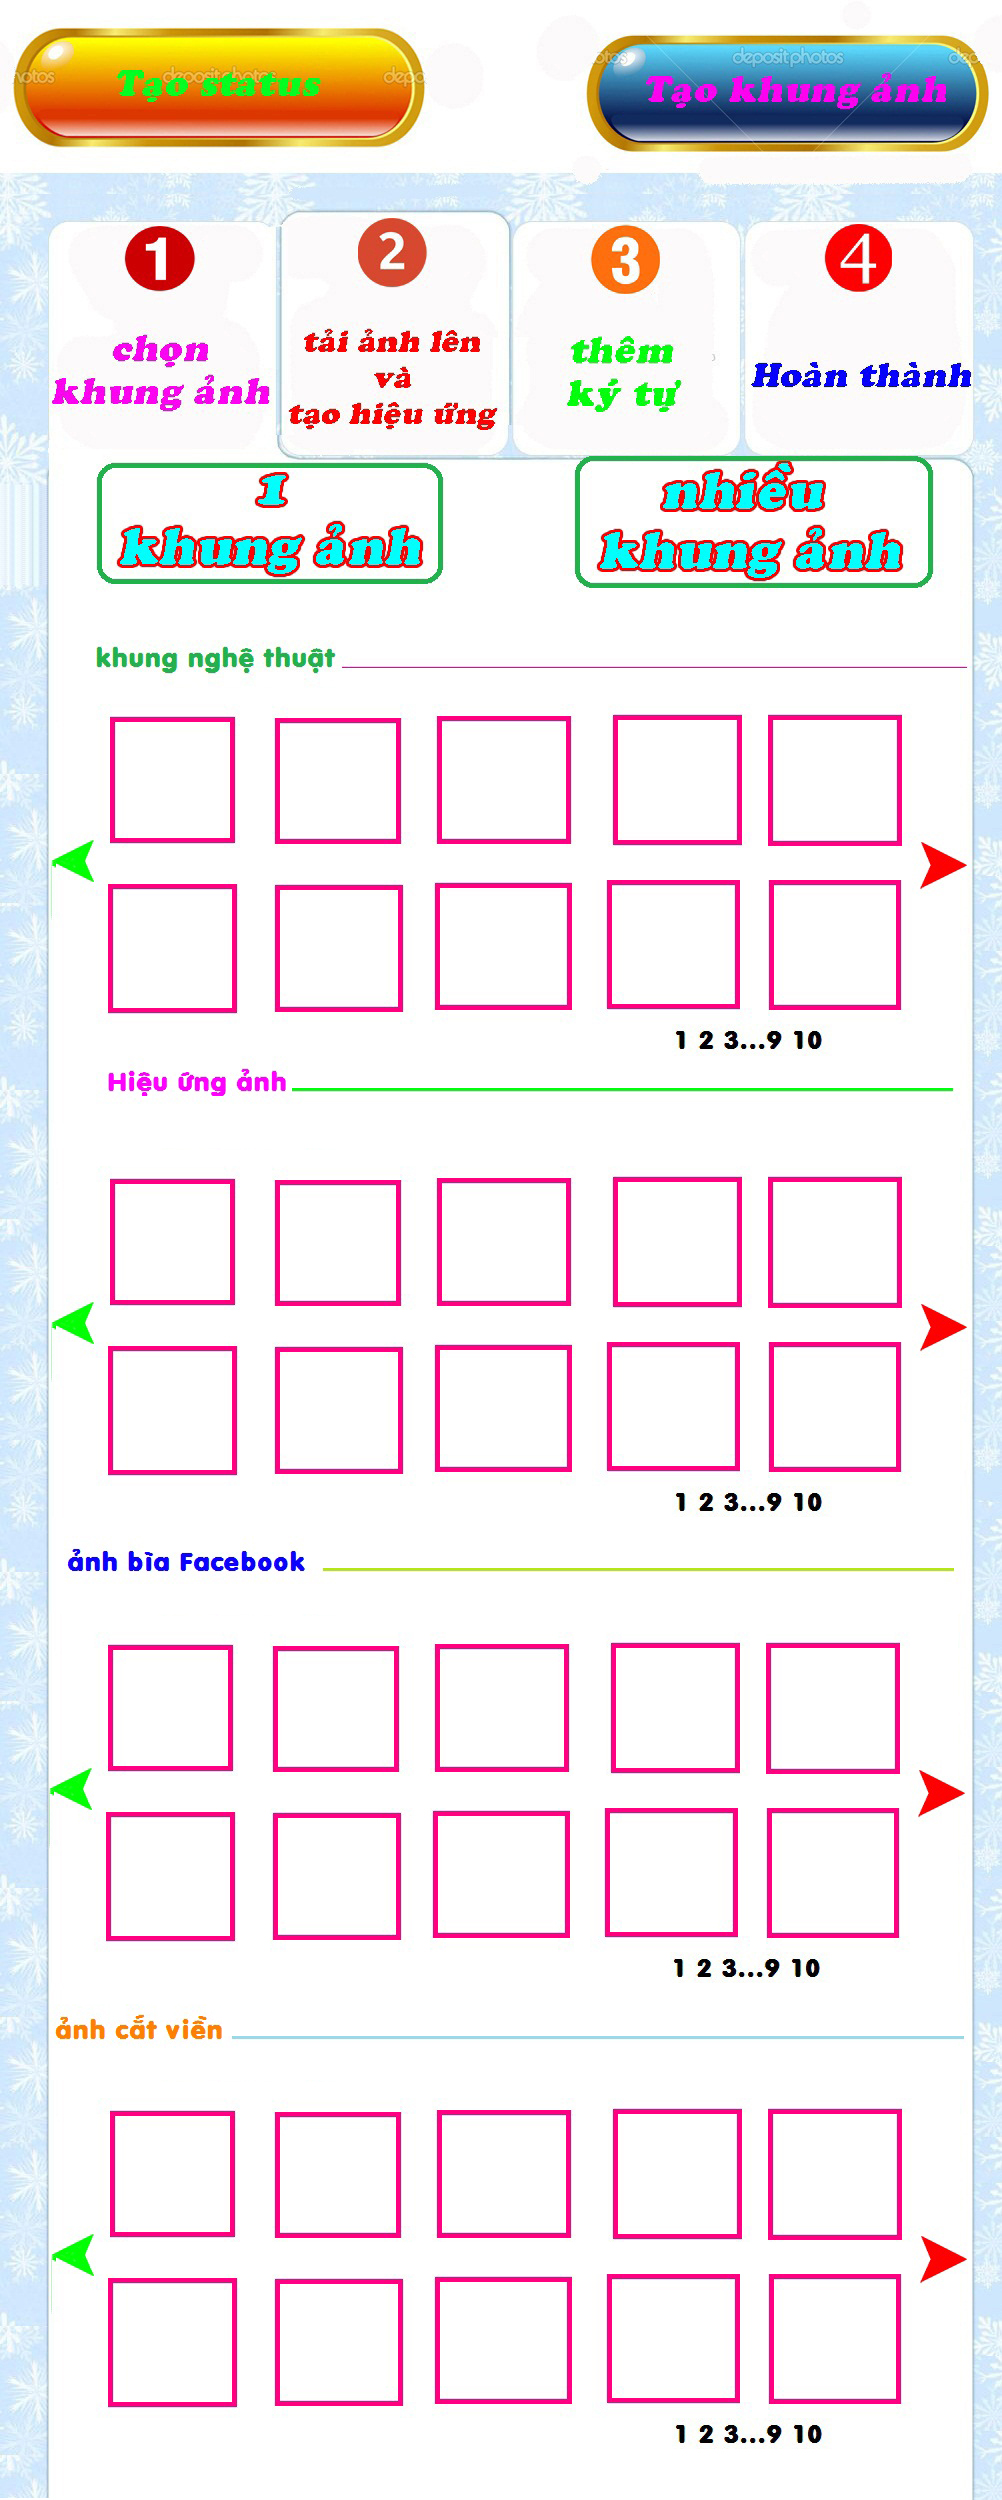 depositphotos
Tạo status
depositphotos
Tạo khung ảnh
1
2
3
4
chọn
khung ảnh
tải ảnh lên
và
tạo hiệu ứng
thêm
ký tự
Hoàn thành
1
khung ảnh
nhiều
khung ảnh
khung nghệ thuật
1 2 3...9 10
Hiệu ứng ảnh
1 2 3...9 10
ảnh bìa Facebook
1 2 3...9 10
ảnh cắt viền
1 2 3...9 10